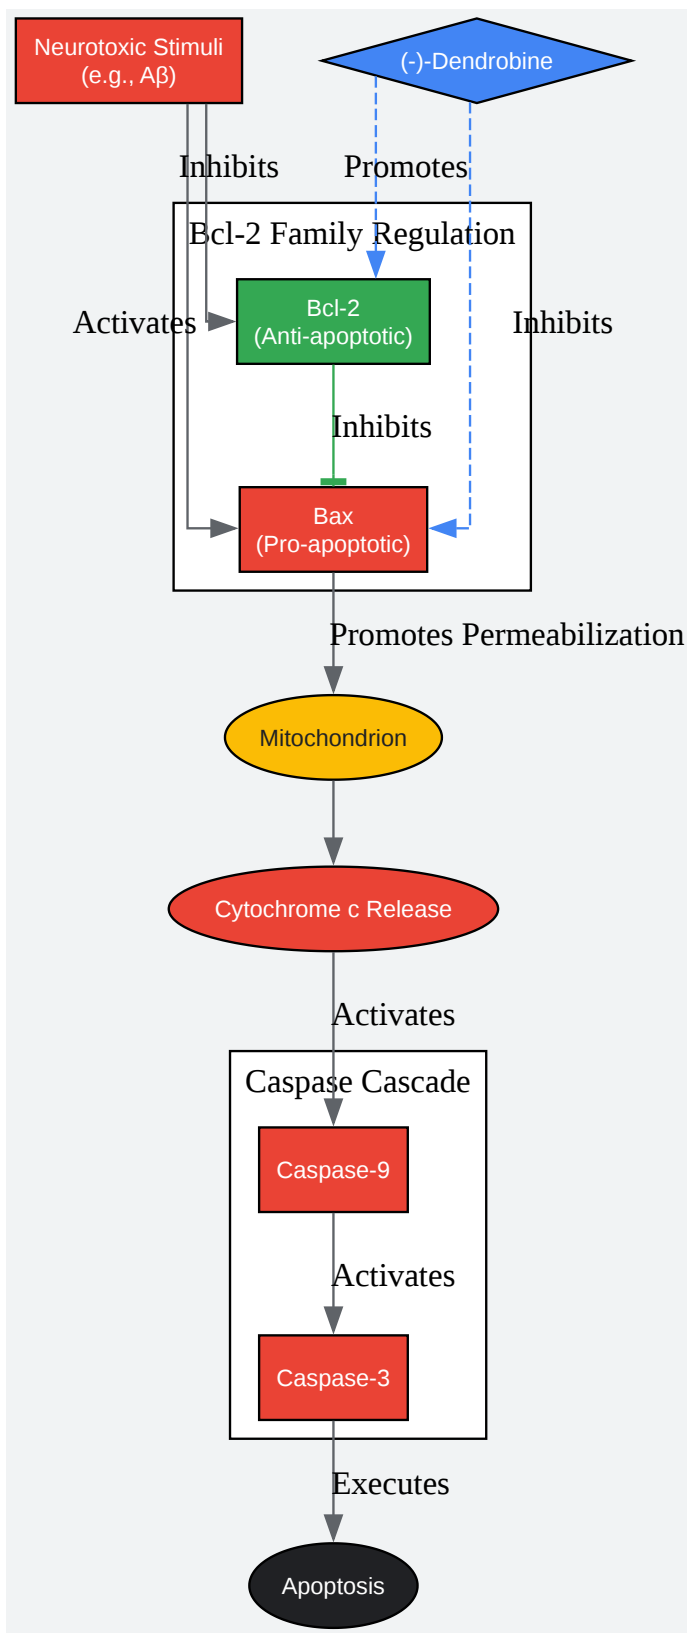 Neurotoxic Stimuli
(e.g., Aβ)
(-)-Dendrobine
Inhibits
Promotes
Bcl-2 Family Regulation
Bcl-2
(Anti-apoptotic)
Activates
Inhibits
Inhibits
Bax
(Pro-apoptotic)
Promotes Permeabilization
Mitochondrion
Cytochrome c Release
Activates
Caspase Cascade
Caspase-9
Activates
Caspase-3
Executes
Apoptosis